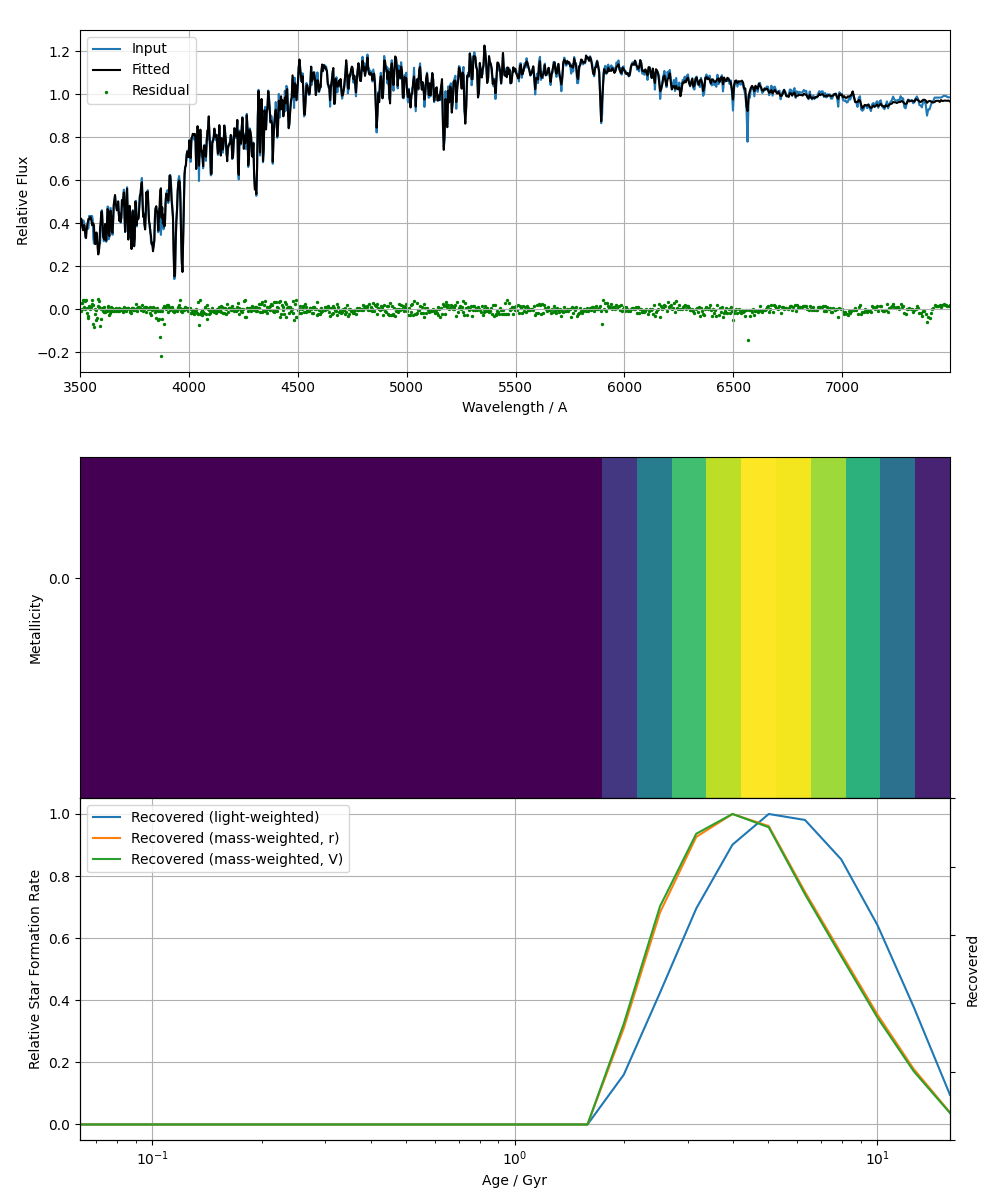 Input
Fitted
Residual
Relative Flux
1.2
1.0
0.8
0.6
0.4
0.2
0.0
−0.2
3500 4000 4500 5000 5500 6000 6500 7000
Wavelength / A
Metallicity
0.0
Recovered (light-weighted)
Recovered (mass-weighted, r)
Recovered (mass-weighted, V)
Relative Star Formation Rate
1.0
0.8
0.6
0.4
0.2
0.0
Recovered
10⁻¹ 10⁰ 10¹
Age / Gyr